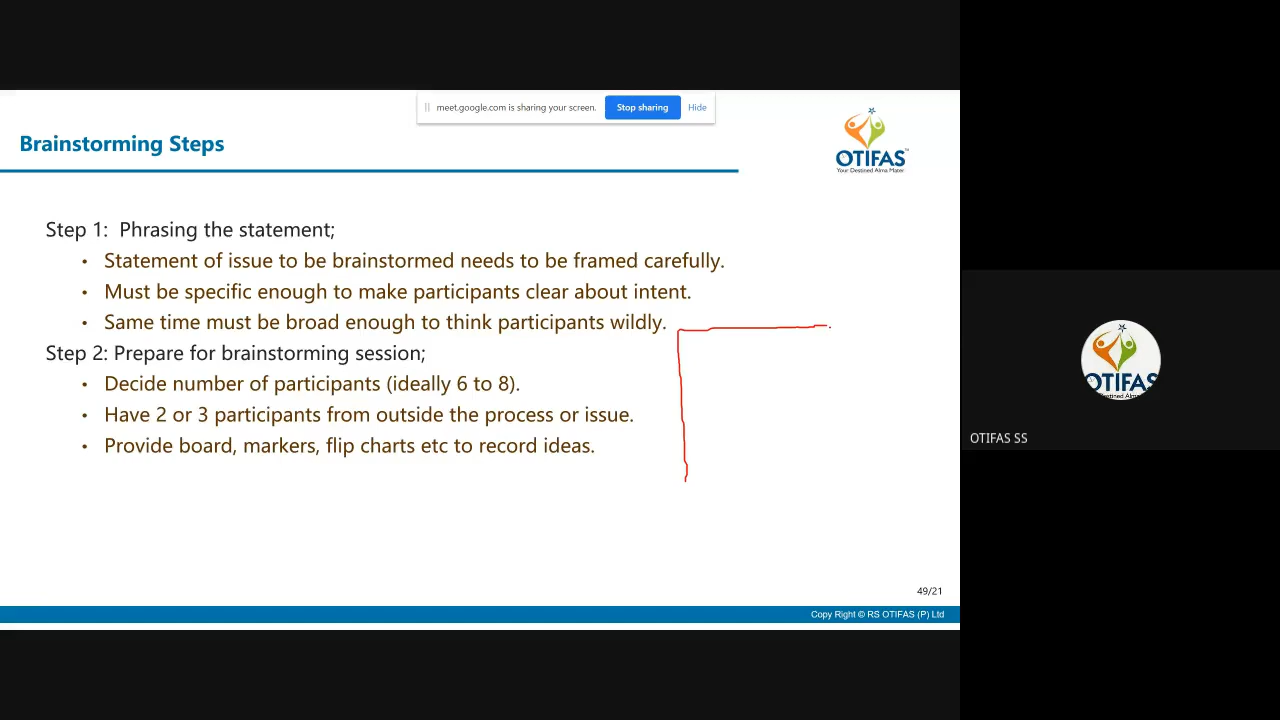 meet.google.com is sharing your screen. Stop sharing Hide
Brainstorming Steps
OTIFAS
Your Destined Alma Mater
Step 1: Phrasing the statement;
• Statement of issue to be brainstormed needs to be framed carefully.
• Must be specific enough to make participants clear about intent.
• Same time must be broad enough to think participants wildly.
Step 2: Prepare for brainstorming session;
• Decide number of participants (ideally 6 to 8).
• Have 2 or 3 participants from outside the process or issue.
• Provide board, markers, flip charts etc to record ideas.
49/21
Copy Right © RS OTIFAS (P) Ltd
OTIFAS
OTIFAS SS